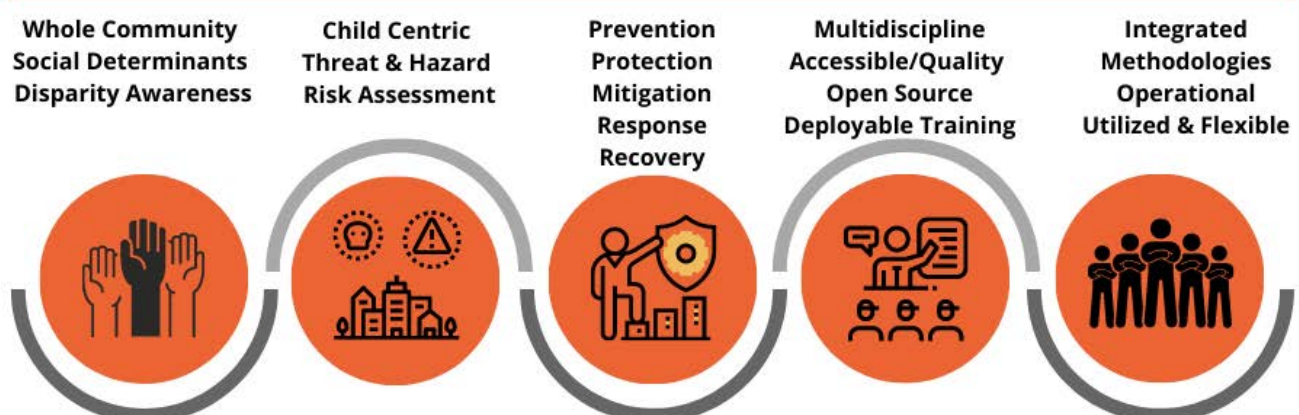 Whole Community
Social Determinants
Disparity Awareness
Child Centric
Threat & Hazard
Risk Assessment
Prevention
Protection
Mitigation
Response
Recovery
Multidiscipline
Accessible/Quality
Open Source
Deployable Training
Integrated
Methodologies
Operational
Utilized & Flexible